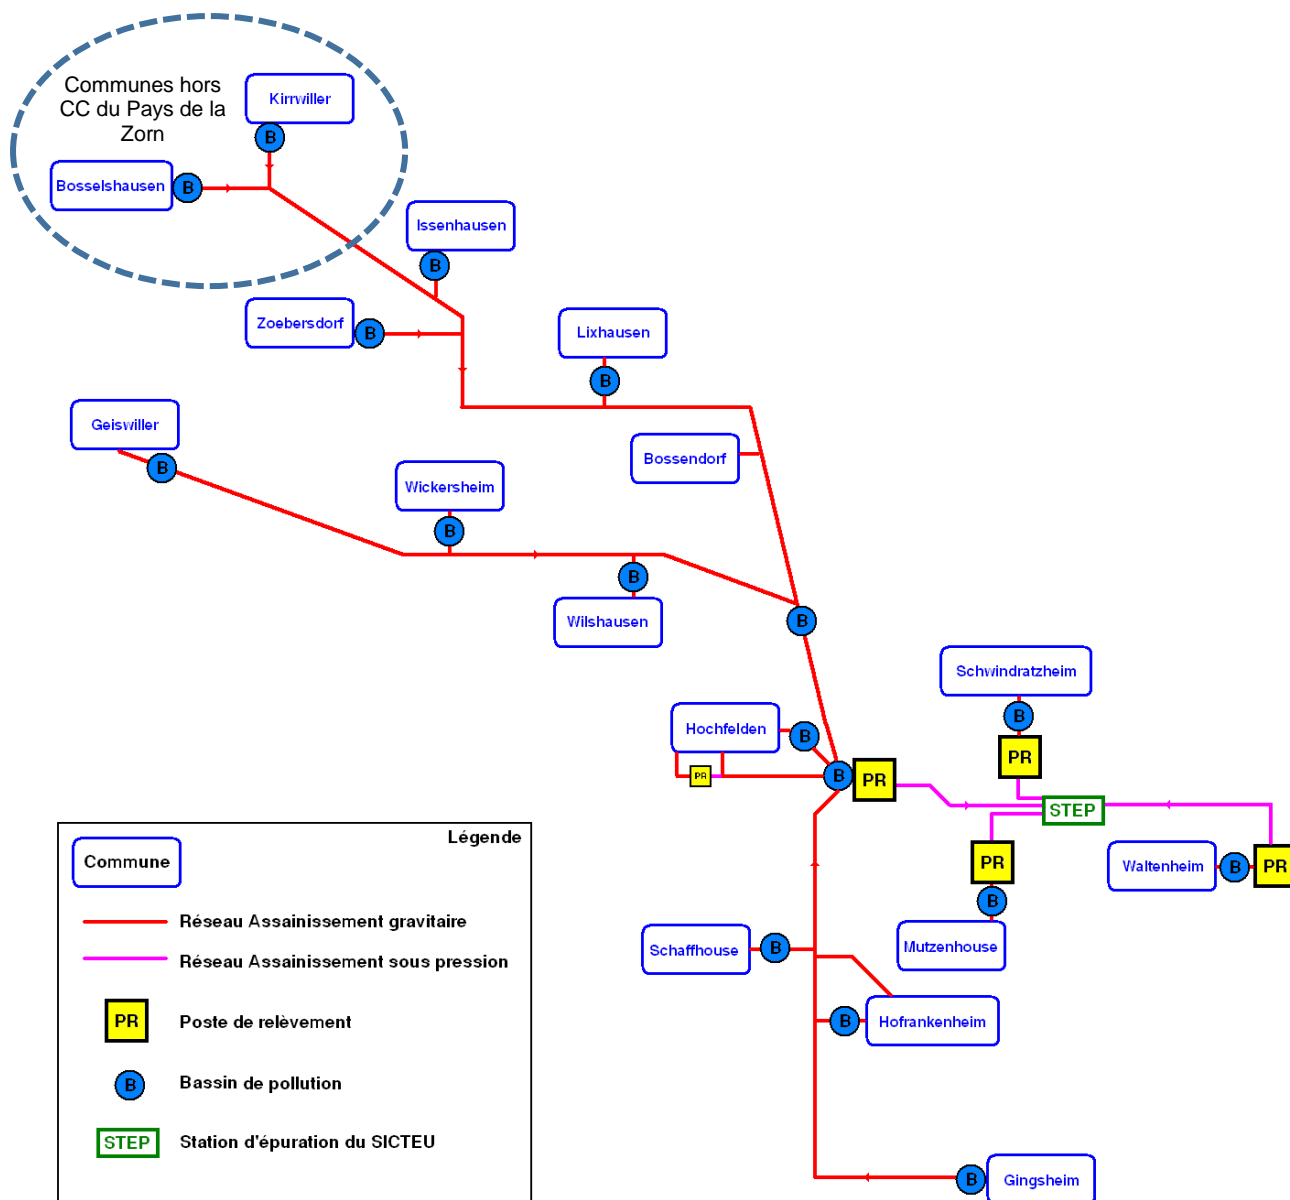 Communes hors
CC du Pays de la
Zorn
Kirrwiller
B
Bosselshausen
B
Issenhausen
B
Zoebersdorf
B
Lixhausen
B
Geiswiller
B
Bossendorf
Wickersheim
B
B
Wilshausen
B
Schwindratzheim
B
PR
Hochfelden
B
PR
B
PR
STEP
PR
B
Mutzenhouse
Waltenheim
B
PR
Schaffhouse
B
B
Hofrankenheim
B
Gingsheim
Légende
Commune
Réseau Assainissement gravitaire
Réseau Assainissement sous pression
PR
Poste de relèvement
B
Bassin de pollution
STEP
Station d'épuration du SICTEU